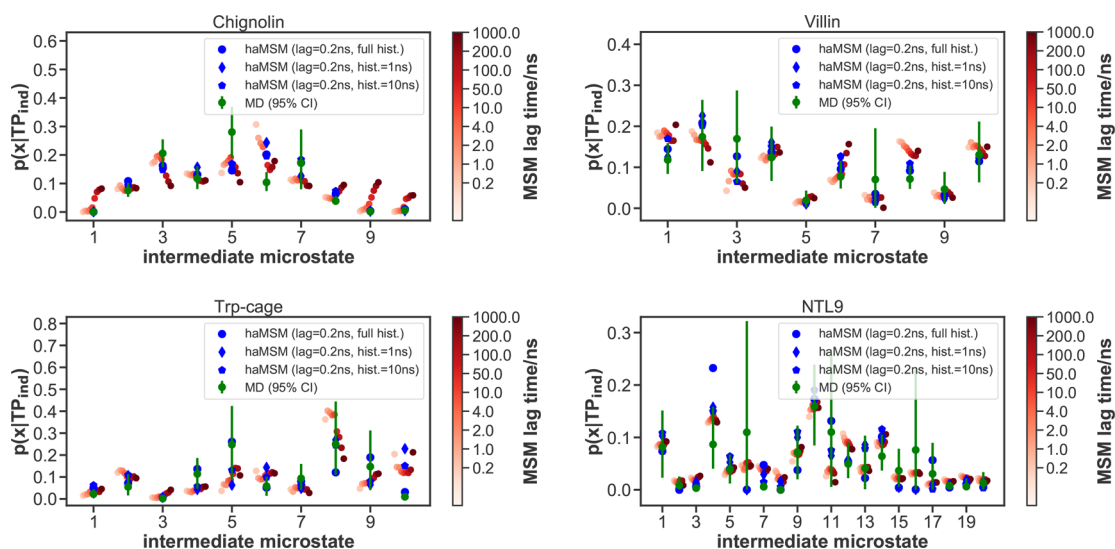 Chignolin
0.6
0.5
0.4
0.3
0.2
0.1
0.0
p(x|TP_ind)
haMSM (lag=0.2ns, full hist.)
haMSM (lag=0.2ns, hist.=1ns)
haMSM (lag=0.2ns, hist.=10ns)
MD (95% CI)
1 3 5 7 9
intermediate microstate
1000.0
200.0
100.0
10.0
4.0
2.0
1.0
0.2
MSM lag time/ns
Villin
0.4
0.3
0.2
0.1
0.0
p(x|TP_ind)
haMSM (lag=0.2ns, full hist.)
haMSM (lag=0.2ns, hist.=1ns)
haMSM (lag=0.2ns, hist.=10ns)
MD (95% CI)
1 3 5 7 9
intermediate microstate
1000.0
200.0
100.0
10.0
4.0
2.0
1.0
0.2
MSM lag time/ns
Trp-cage
0.8
0.7
0.6
0.5
0.4
0.3
0.2
0.1
0.0
p(x|TP_ind)
haMSM (lag=0.2ns, full hist.)
haMSM (lag=0.2ns, hist.=1ns)
haMSM (lag=0.2ns, hist.=10ns)
MD (95% CI)
1 3 5 7 9
intermediate microstate
1000.0
200.0
100.0
10.0
4.0
2.0
1.0
0.2
MSM lag time/ns
NTL9
0.3
0.2
0.1
0.0
p(x|TP_ind)
haMSM (lag=0.2ns, full hist.)
haMSM (lag=0.2ns, hist.=1ns)
haMSM (lag=0.2ns, hist.=10ns)
MD (95% CI)
1 3 5 7 9 11 13 15 17 19
intermediate microstate
1000.0
200.0
100.0
10.0
4.0
2.0
1.0
0.2
MSM lag time/ns